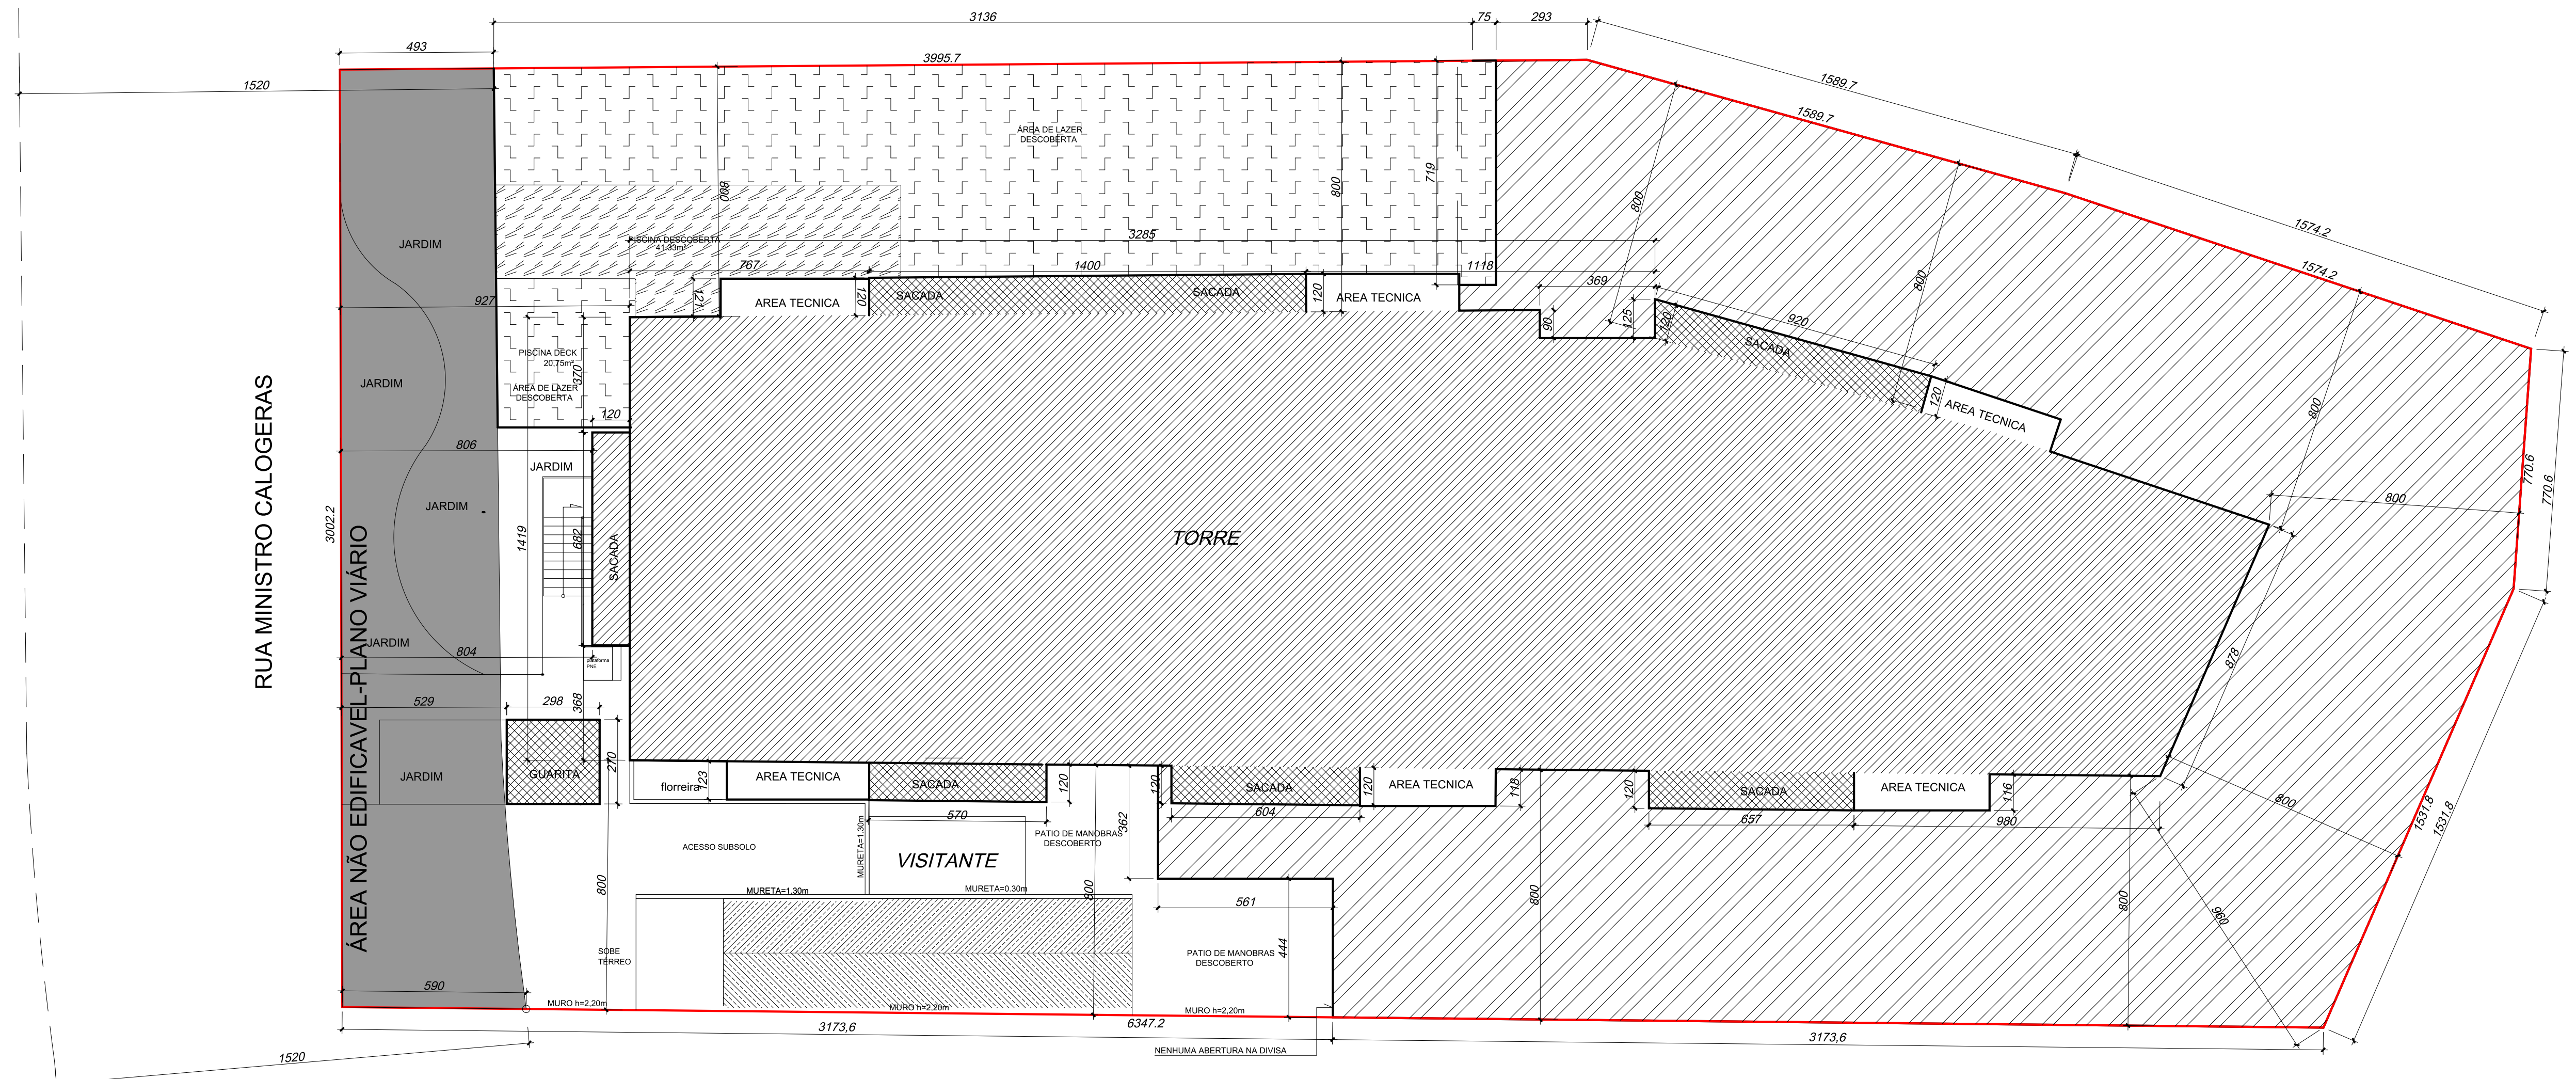 3136
75
293
493
3995.7
1520
1589.7
1589.7
ÁREA DE LAZER
DESCOBERTA
800
800
719
800
800
1574.2
1574.2
JARDIM
PISCINA DESCOBERTA
41.33m²
3285
767
1400
1118
369
927
121
120
120
AREA TECNICA
SACADA
SACADA
AREA TECNICA
90
125
120
920
SACADA
120
AREA TECNICA
800
PISCINA DECK
20,75m²
370
ÁREA DE LAZER
DESCOBERTA
JARDIM
120
806
JARDIM
JARDIM
RUA MINISTRO CALOGERAS
3002.2
ÁREA NÃO EDIFICAVEL-PLANO VIÁRIO
1419
682
SACADA
TORRE
800
770.6
770.6
JARDIM
804
plataforma
PNE
368
529
298
270
GUARITA
JARDIM
878
florreira
123
AREA TECNICA
SACADA
120
120
SACADA
120
AREA TECNICA
118
120
SACADA
AREA TECNICA
116
570
604
657
980
362
800
1531.8
1531.8
PATIO DE MANOBRAS
DESCOBERTO
MURETA=1.30m
ACESSO SUBSOLO
VISITANTE
MURETA=1.30m
MURETA=0.30m
800
800
800
800
561
960
444
SOBE
TÉRREO
PATIO DE MANOBRAS
DESCOBERTO
590
MURO h=2,20m
MURO h=2,20m
MURO h=2,20m
3173,6
6347.2
3173,6
NENHUMA ABERTURA NA DIVISA
1520